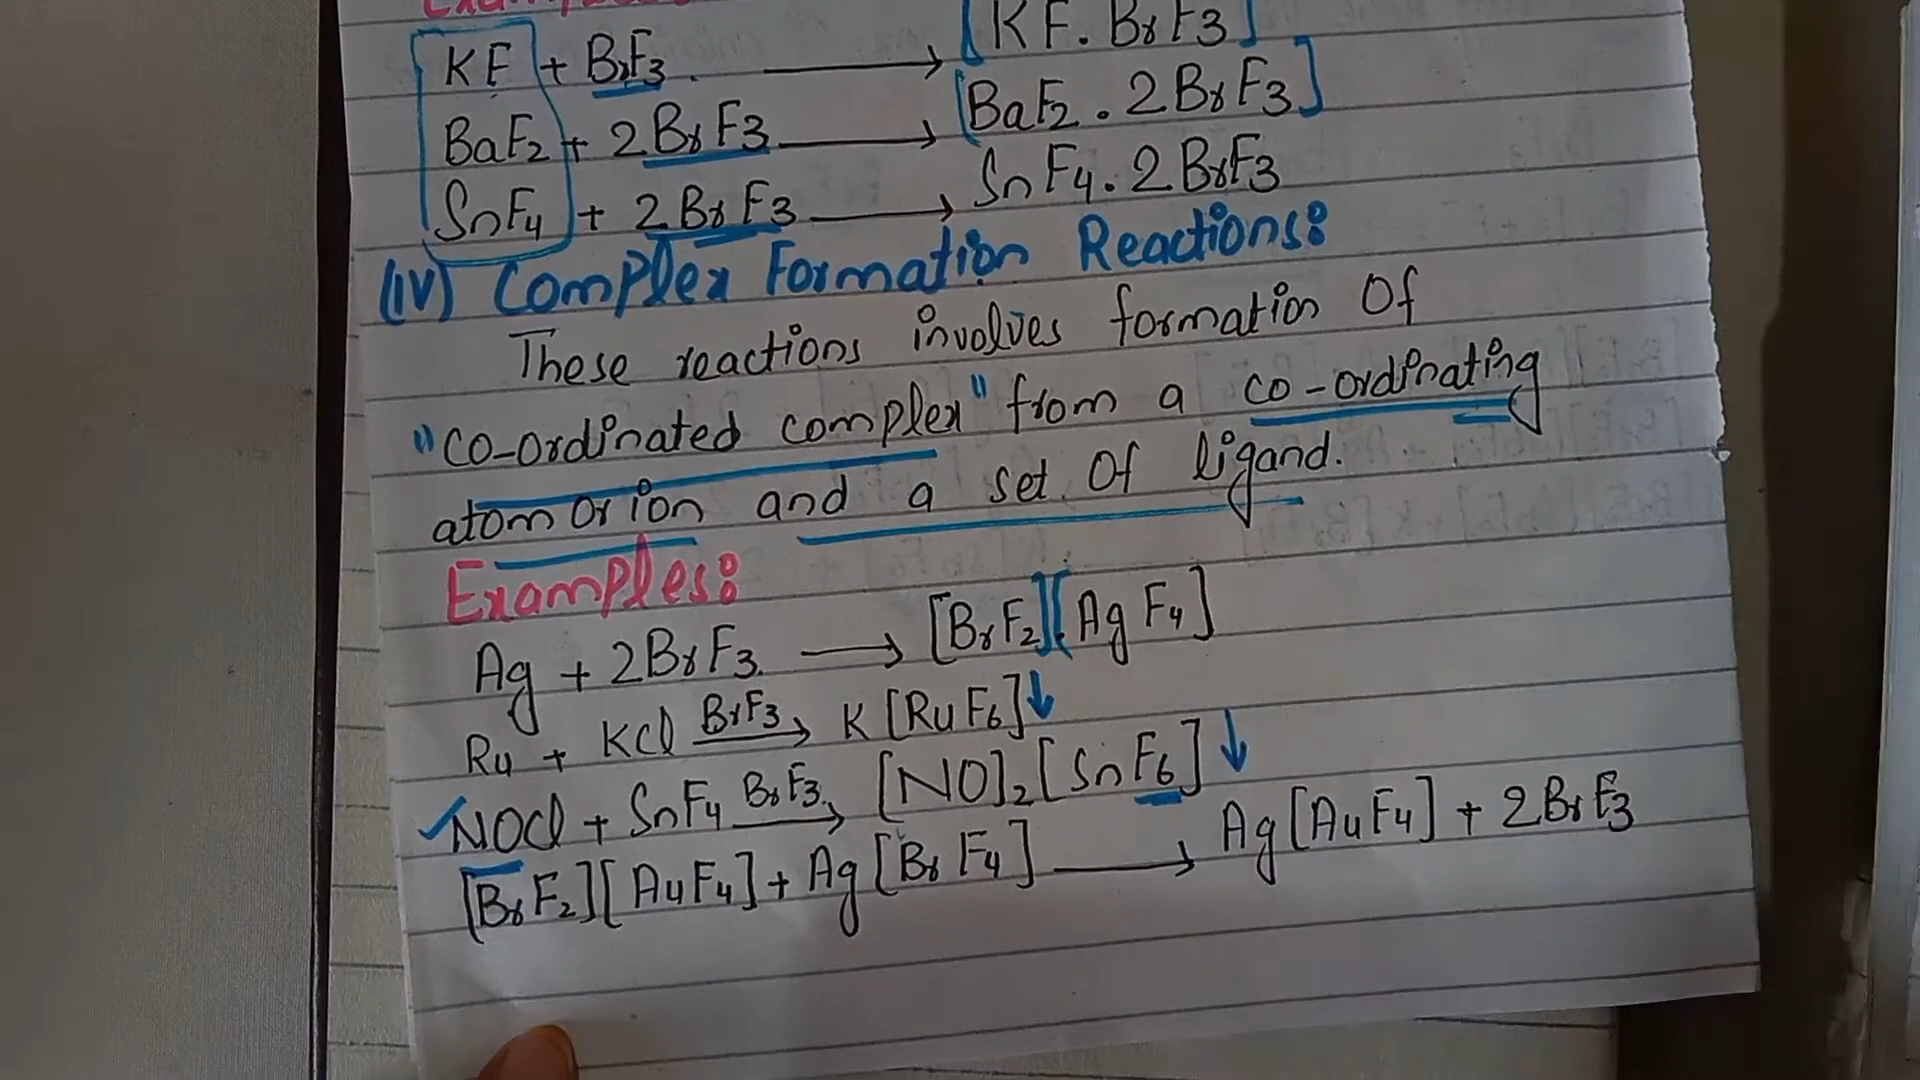 Examples:
KF + BrF3 ⟶ [KF. BrF3]
BaF2 + 2BrF3 ⟶ [BaF2 . 2BrF3]
SnF4 + 2BrF3 ⟶ SnF4. 2BrF3
(iv) Complex Formation Reactions:
These reactions involves formation Of
"co-ordinated complex" from a co-ordinating
atom or ion and a set Of ligand.
Examples:
Ag + 2BrF3 ⟶ [BrF2][AgF4]
Ru + KCl BrF3⟶ K[RuF6]↓
✓NOCl + SnF4 BrF3⟶ [NO]2[SnF6]↓
[BrF2][AuF4] + Ag[BrF4] ⟶ Ag[AuF4] + 2BrF3